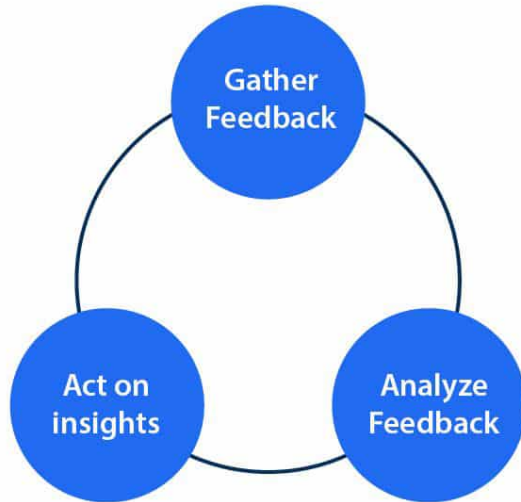 Gather
Feedback
Analyze
Feedback
Act on
insights